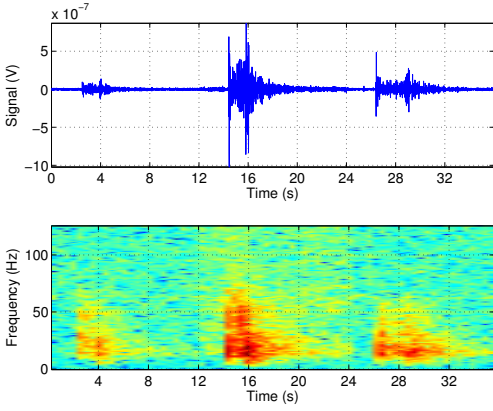 x 10⁻⁷
5
0
−5
−10
Signal (V)
0 4 8 12 16 20 24 28 32
Time (s)
100
50
0
Frequency (Hz)
4 8 12 16 20 24 28 32
Time (s)